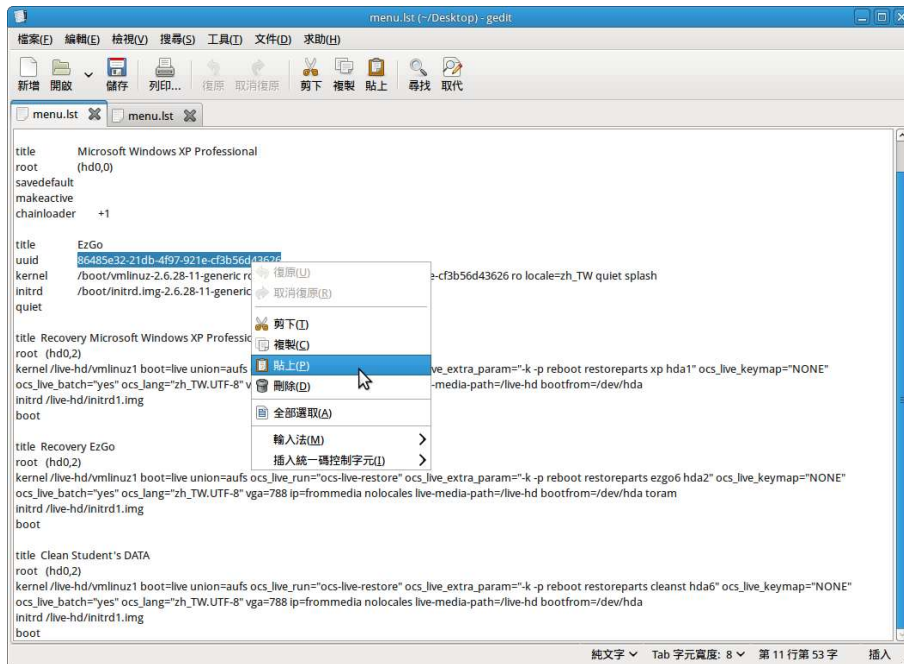 menu.lst (~/Desktop) - gedit
檔案(F) 編輯(E) 檢視(V) 搜尋(S) 工具(T) 文件(D) 求助(H)
新增 開啟 儲存 列印... 復原 取消復原 剪下 複製 貼上 尋找 取代
menu.lst menu.lst
title Microsoft Windows XP Professional
root (hd0,0)
savedefault
makeactive
chainloader +1
title EzGo
uuid 86485e32-21db-4f97-921e-cf3b56d43626
kernel /boot/vmlinuz-2.6.28-11-generic e-cf3b56d43626 ro locale=zh_TW quiet splash
initrd /boot/initrd.img-2.6.28-11-generic
quiet
復原(U)
取消復原(R)
剪下(T)
複製(C)
貼上(P)
刪除(D)
全部選取(A)
輸入法(M)
插入統一碼控制字元(I)
title Recovery Microsoft Windows XP Professio
root (hd0,2)
kernel /live-hd/vmlinuz1 boot=live union=aufs ve_extra_param="-k -p reboot restoreparts xp hda1" ocs_live_keymap="NONE"
ocs_live_batch="yes" ocs_lang="zh_TW.UTF-8" v -media-path=/live-hd bootfrom=/dev/hda
initrd /live-hd/initrd1.img
boot
title Recovery EzGo
root (hd0,2)
kernel /live-hd/vmlinuz1 boot=live union=aufs ocs_live_run="ocs-live-restore" ocs_live_extra_param="-k -p reboot restoreparts ezgo6 hda2" ocs_live_keymap="NONE"
ocs_live_batch="yes" ocs_lang="zh_TW.UTF-8" vga=788 ip=frommedia nolocales live-media-path=/live-hd bootfrom=/dev/hda toram
initrd /live-hd/initrd1.img
boot
title Clean Student's DATA
root (hd0,2)
kernel /live-hd/vmlinuz1 boot=live union=aufs ocs_live_run="ocs-live-restore" ocs_live_extra_param="-k -p reboot restoreparts cleanst hda6" ocs_live_keymap="NONE"
ocs_live_batch="yes" ocs_lang="zh_TW.UTF-8" vga=788 ip=frommedia nolocales live-media-path=/live-hd bootfrom=/dev/hda
initrd /live-hd/initrd1.img
boot
純文字 Tab 字元寬度: 8 第 11 行第 53 字 插入